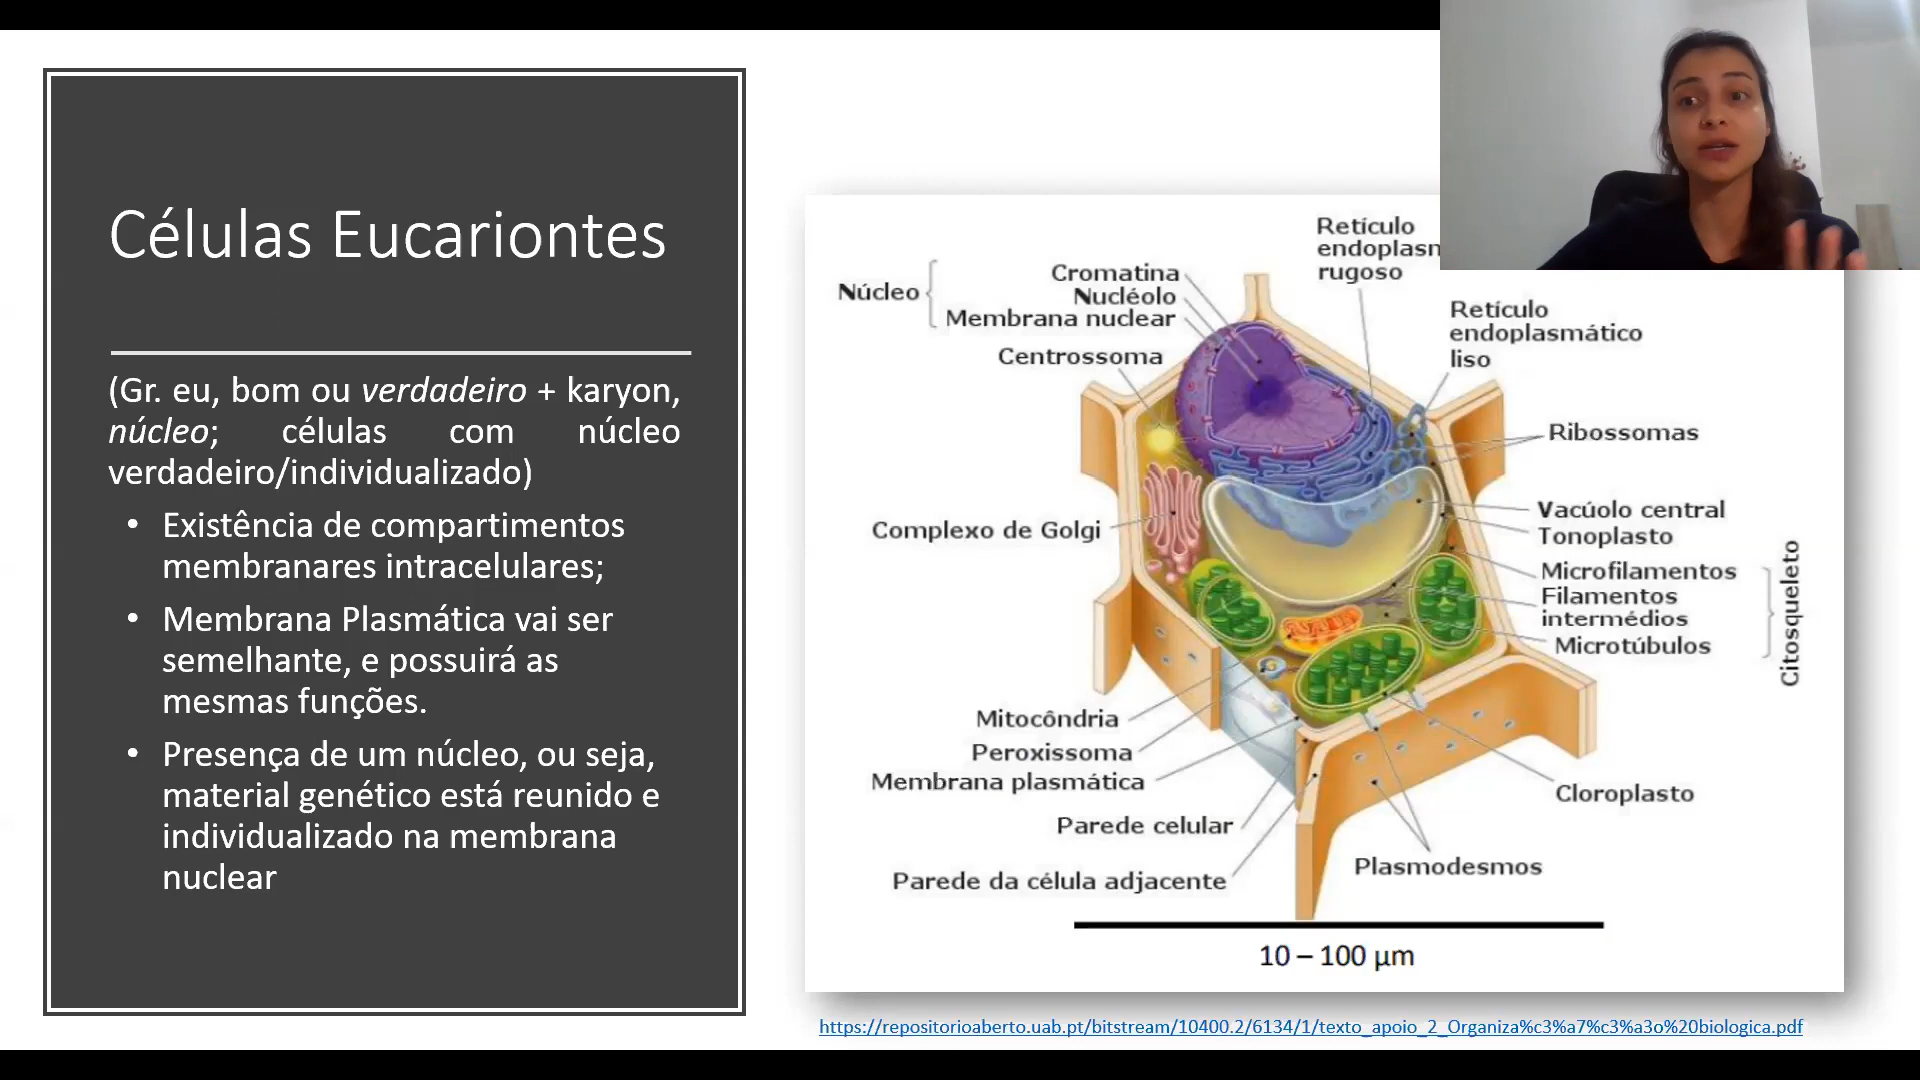 Células Eucariontes
(Gr. eu, bom ou verdadeiro + karyon,
núcleo; células com núcleo
verdadeiro/individualizado)
• Existência de compartimentos
membranares intracelulares;
• Membrana Plasmática vai ser
semelhante, e possuirá as
mesmas funções.
• Presença de um núcleo, ou seja,
material genético está reunido e
individualizado na membrana
nuclear
Retículo
endoplasm
rugoso
Núcleo
Cromatina
Nucléolo
Membrana nuclear
Centrossoma
Retículo
endoplasmático
liso
Ribossomas
Complexo de Golgi
Vacúolo central
Tonoplasto
Microfilamentos
Filamentos
intermédios
Microtúbulos
Citosqueleto
Mitocôndria
Peroxissoma
Membrana plasmática
Parede celular
Parede da célula adjacente
Cloroplasto
Plasmodesmos
10 – 100 µm
https://repositorioaberto.uab.pt/bitstream/10400.2/6134/1/texto_apoio_2_Organiza%c3%a7%c3%a3o%20biologica.pdf